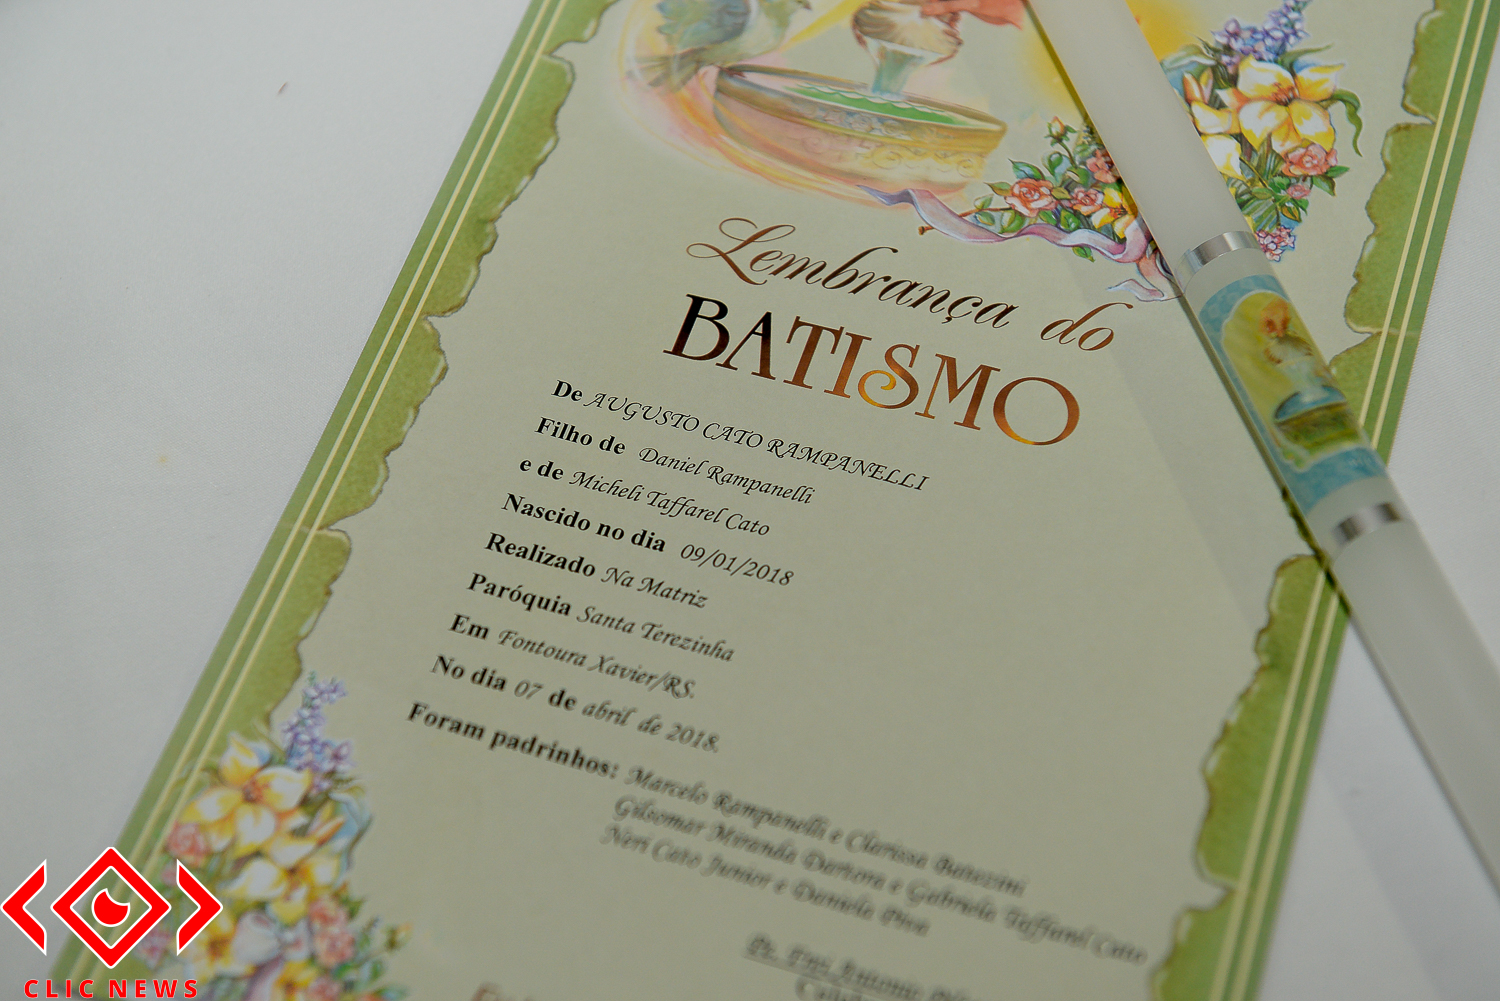 Lembrança do
BATISMO
De AUGUSTO CATO RAMPANELLI
Filho de Daniel Rampanelli
e de Micheli Taffarel Cato
Nascido no dia 09/01/2018
Realizado Na Matriz
Paróquia Santa Terezinha
Em Fontoura Xavier/RS.
No dia 07 de abril de 2018.
Foram padrinhos: Marcelo Rampanelli e Clarissa Batezini
Gilsomar Miranda Dartora e Gabriela Taffarel Cato
Neri Cato Junior e Daniela Piva
Pe.
CLIC NEWS